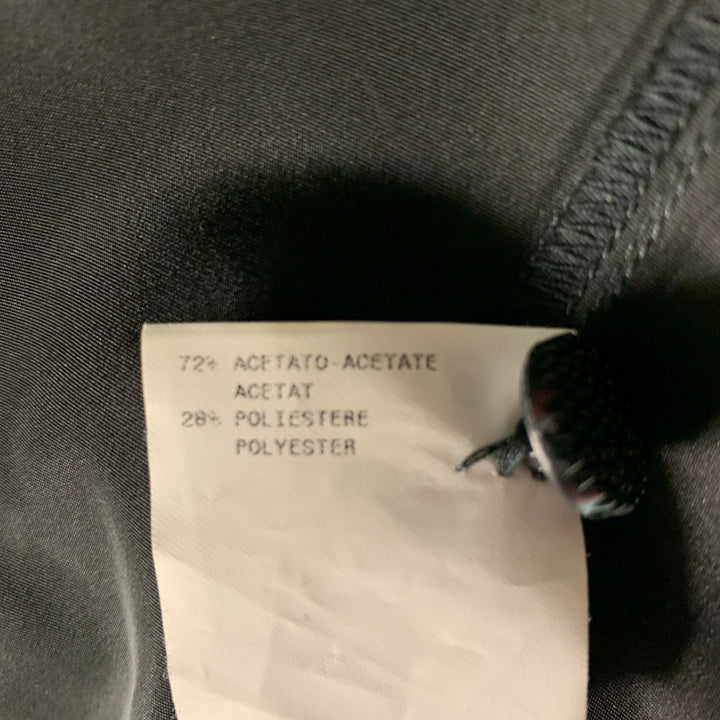 72% ACETATO-ACETATE
ACETAT
28% POLIESTERE
POLYESTER